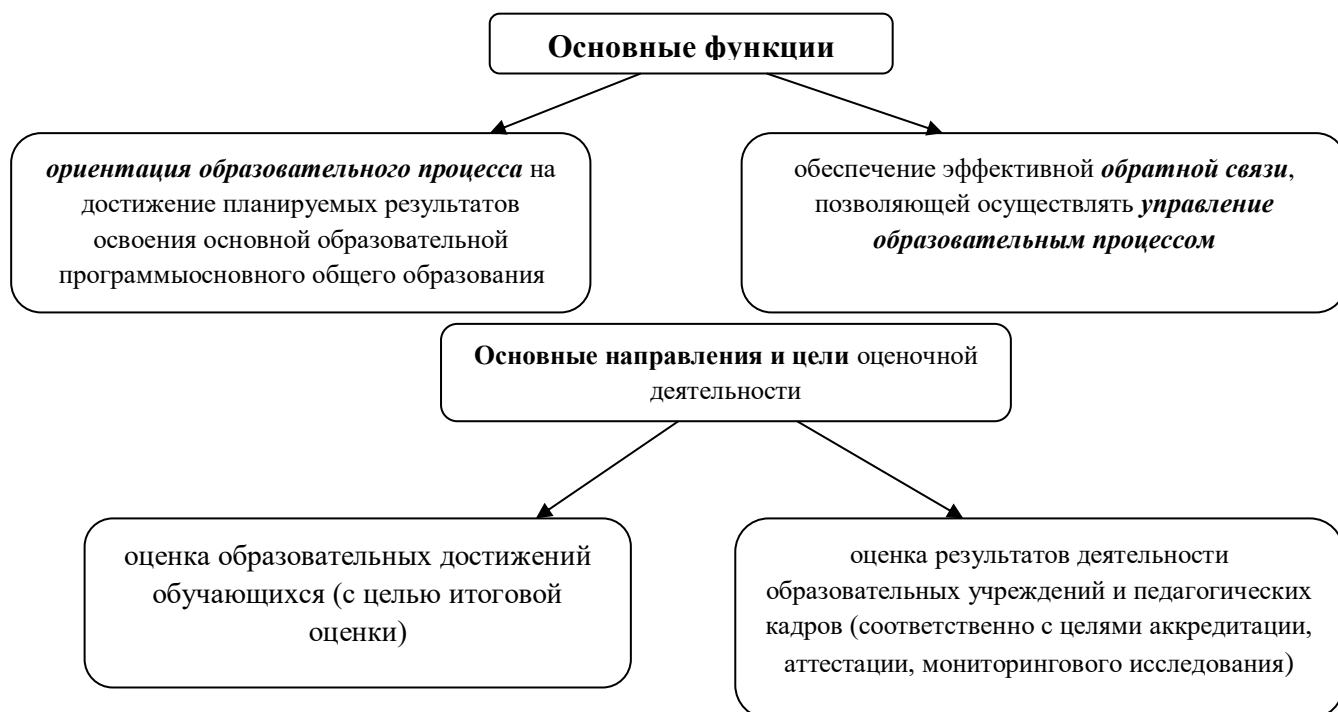 Основные функции
ориентация образовательного процесса на
достижение планируемых результатов
освоения основной образовательной
программыосновного общего образования
обеспечение эффективной обратной связи,
позволяющей осуществлять управление
образовательным процессом
Основные направления и цели оценочной
деятельности
оценка образовательных достижений
обучающихся (с целью итоговой
оценки)
оценка результатов деятельности
образовательных учреждений и педагогических
кадров (соответственно с целями аккредитации,
аттестации, мониторингового исследования)